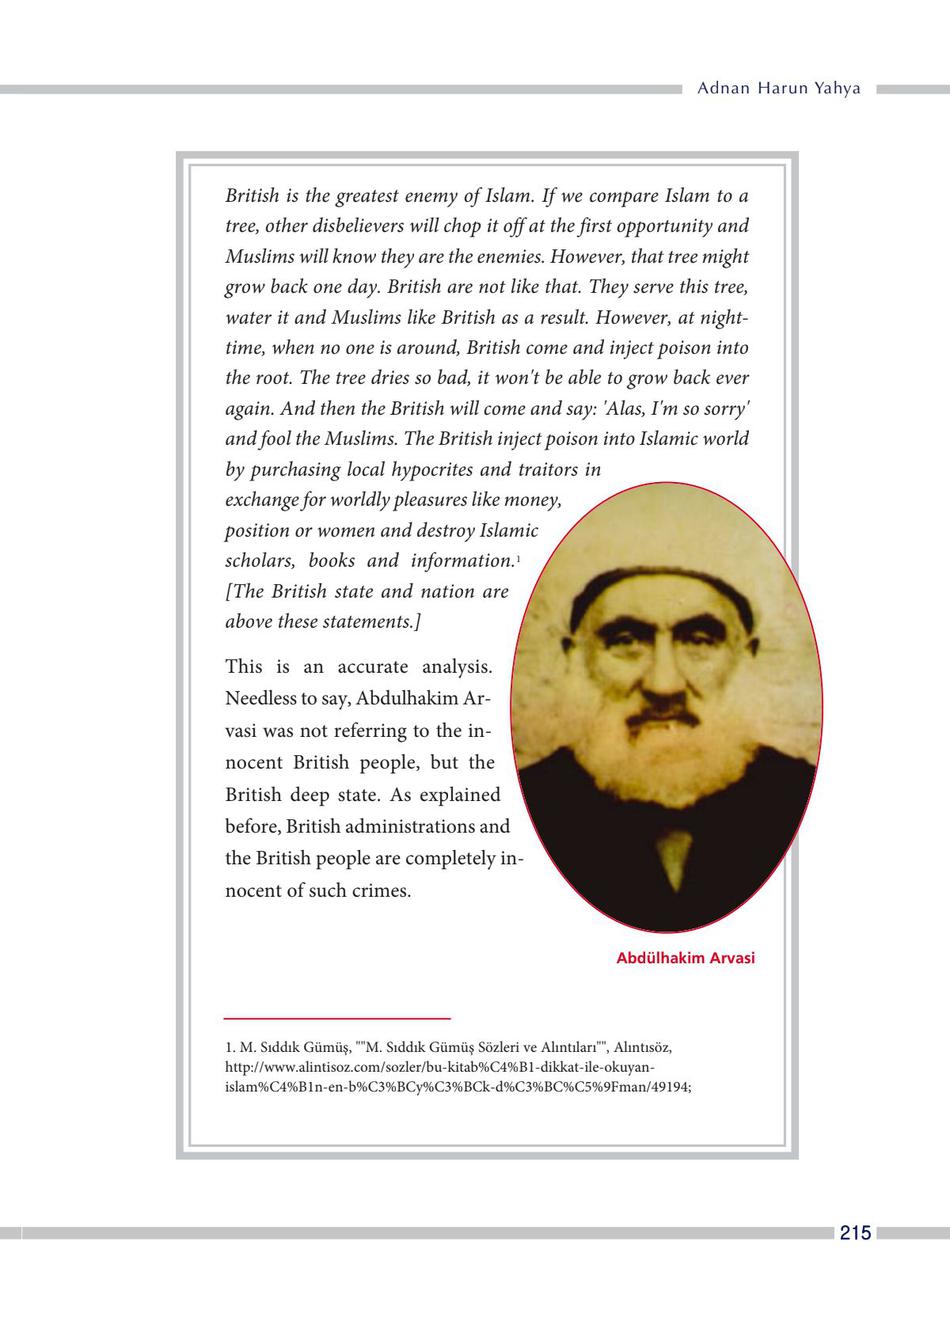 Adnan Harun Yahya
British is the greatest enemy of Islam. If we compare Islam to a
tree, other disbelievers will chop it off at the first opportunity and
Muslims will know they are the enemies. However, that tree might
grow back one day. British are not like that. They serve this tree,
water it and Muslims like British as a result. However, at night-
time, when no one is around, British come and inject poison into
the root. The tree dries so bad, it won't be able to grow back ever
again. And then the British will come and say: 'Alas, I'm so sorry'
and fool the Muslims. The British inject poison into Islamic world
by purchasing local hypocrites and traitors in
exchange for worldly pleasures like money,
position or women and destroy Islamic
scholars, books and information.1
[The British state and nation are
above these statements.]
This is an accurate analysis.
Needless to say, Abdulhakim Ar-
vasi was not referring to the in-
nocent British people, but the
British deep state. As explained
before, British administrations and
the British people are completely in-
nocent of such crimes.
Abdülhakim Arvasi
1. M. Sıddık Gümüş, ""M. Sıddık Gümüş Sözleri ve Alıntıları"", Alıntısöz,
http://www.alintisoz.com/sozler/bu-kitab%C4%B1-dikkat-ile-okuyan-
islam%C4%B1n-en-b%C3%BCy%C3%BCk-d%C3%BC%C5%9Fman/49194;
215